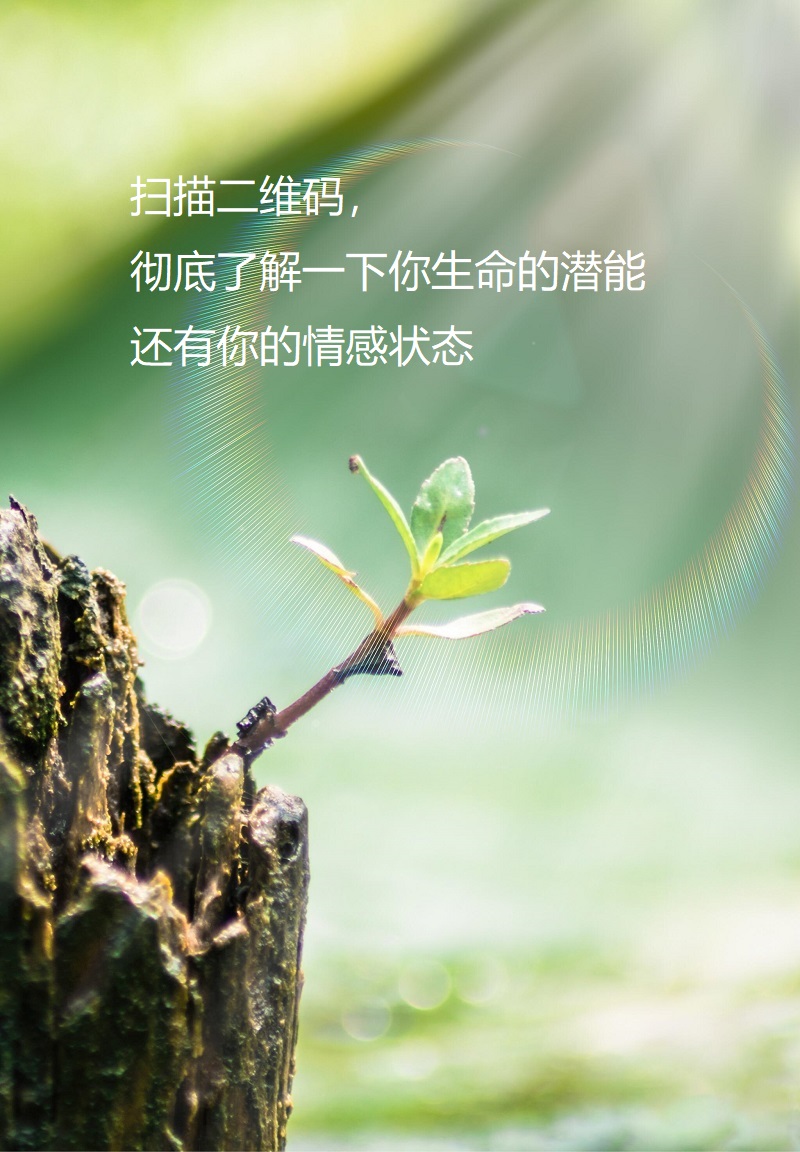 扫描二维码，
彻底了解一下你生命的潜能
还有你的情感状态